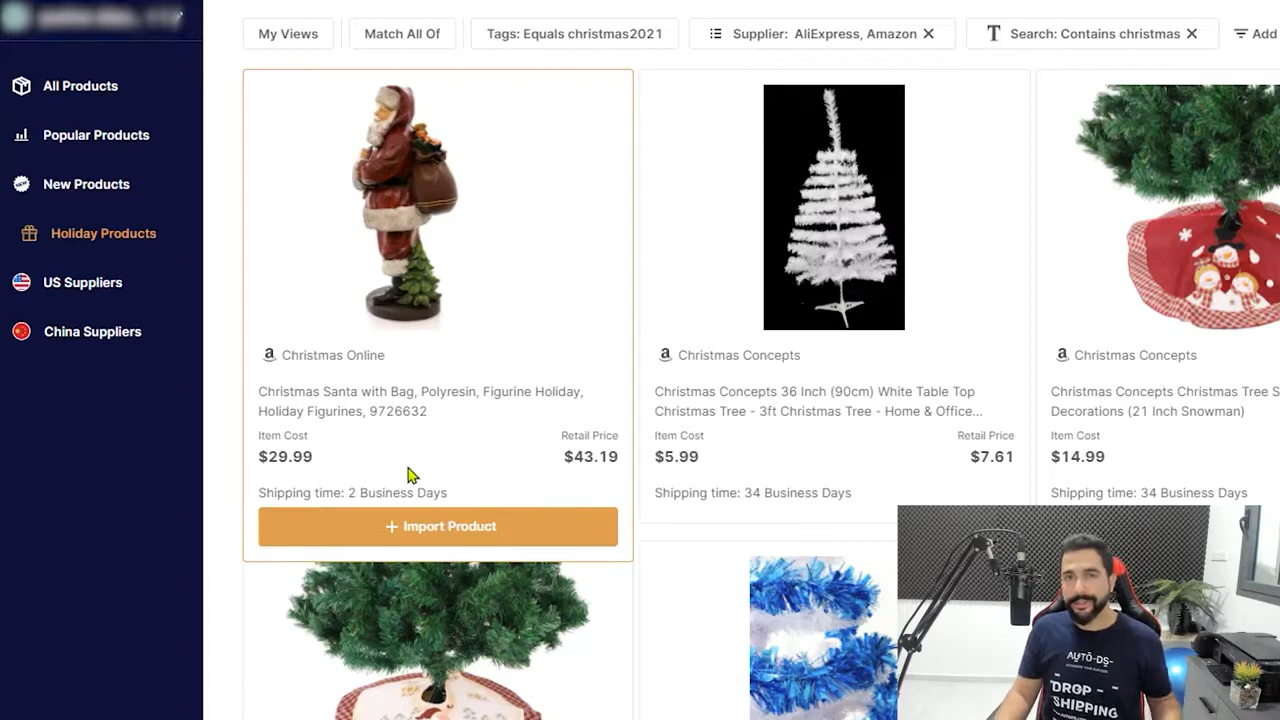 My Views
Match All Of
Tags: Equals christmas2021
Supplier: AliExpress, Amazon
T Search: Contains christmas
Add
All Products
Popular Products
New Products
Holiday Products
US Suppliers
China Suppliers
a Christmas Online
Christmas Santa with Bag, Polyresin, Figurine Holiday,
Holiday Figurines, 9726632
Item Cost
Retail Price
$29.99
$43.19
Shipping time: 2 Business Days
+ Import Product
a Christmas Concepts
Christmas Concepts 36 Inch (90cm) White Table Top
Christmas Tree - 3ft Christmas Tree - Home & Office...
Item Cost
Retail Price
$5.99
$7.61
Shipping time: 34 Business Days
a Christmas Concepts
Christmas Concepts Christmas Tree S
Decorations (21 Inch Snowman)
Item Cost
$14.99
Shipping time: 34 Business Days
AUTO-DS
DROP
SHIPPING